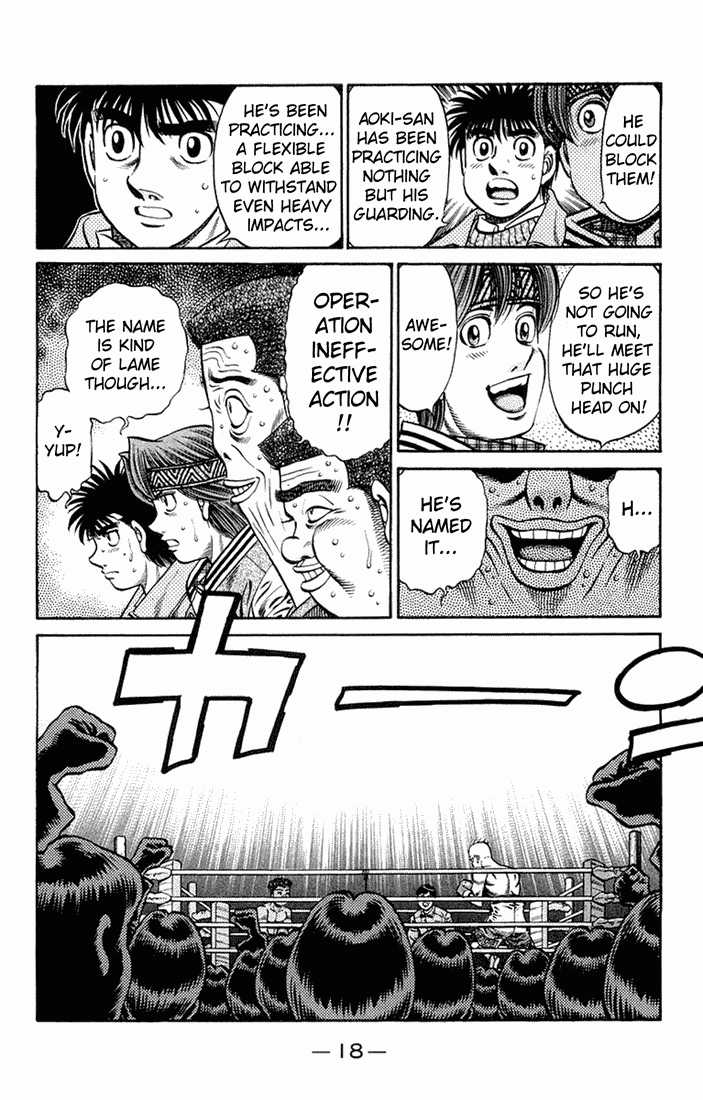 HE
COULD
BLOCK
THEM!
AOKI-SAN
HAS BEEN
PRACTICING
NOTHING
BUT HIS
GUARDING.
HE'S BEEN
PRACTICING...
A FLEXIBLE
BLOCK ABLE
TO WITHSTAND
EVEN HEAVY
IMPACTS...
SO HE'S
NOT GOING
TO RUN,
HE'LL MEET
THAT HUGE
PUNCH
HEAD ON!
AWE-
SOME!
H...
HE'S
NAMED
IT...
OPER-
ATION
INEFF-
ECTIVE
ACTION
!!
THE NAME
IS KIND
OF LAME
THOUGH...
Y-
YUP!
カーン
—18—